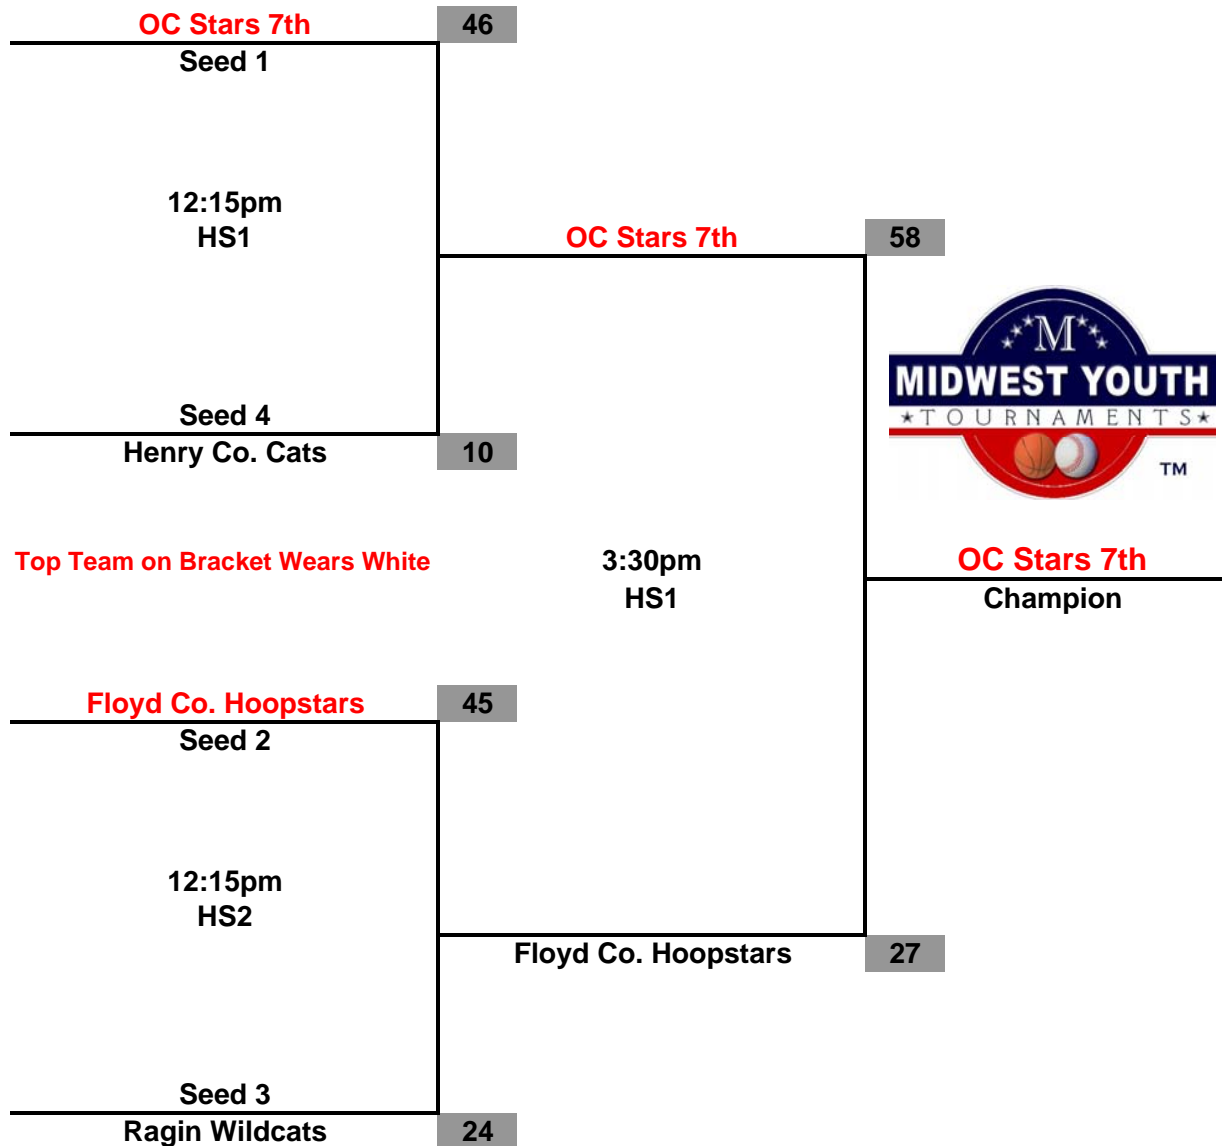 OC Stars 7th 46
Seed 1
12:15pm
HS1
OC Stars 7th 58
M
MIDWEST YOUTH
TOURNAMENTS
TM
Seed 4
Henry Co. Cats 10
Top Team on Bracket Wears White
3:30pm
HS1
OC Stars 7th
Champion
Floyd Co. Hoopstars 45
Seed 2
12:15pm
HS2
Floyd Co. Hoopstars 27
Seed 3
Ragin Wildcats 24